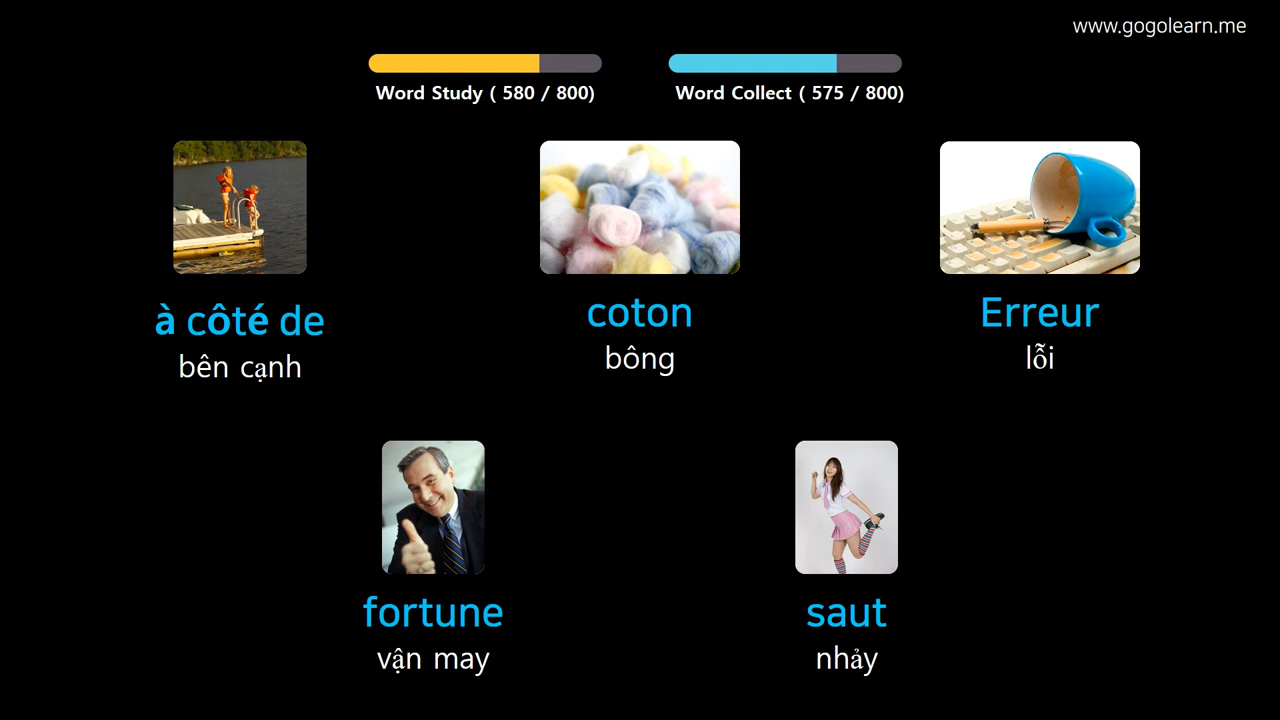 www.gogolearn.me
Word Study ( 580 / 800)
Word Collect ( 575 / 800)
à côté de
bên cạnh
coton
bông
Erreur
lỗi
fortune
vận may
saut
nhảy